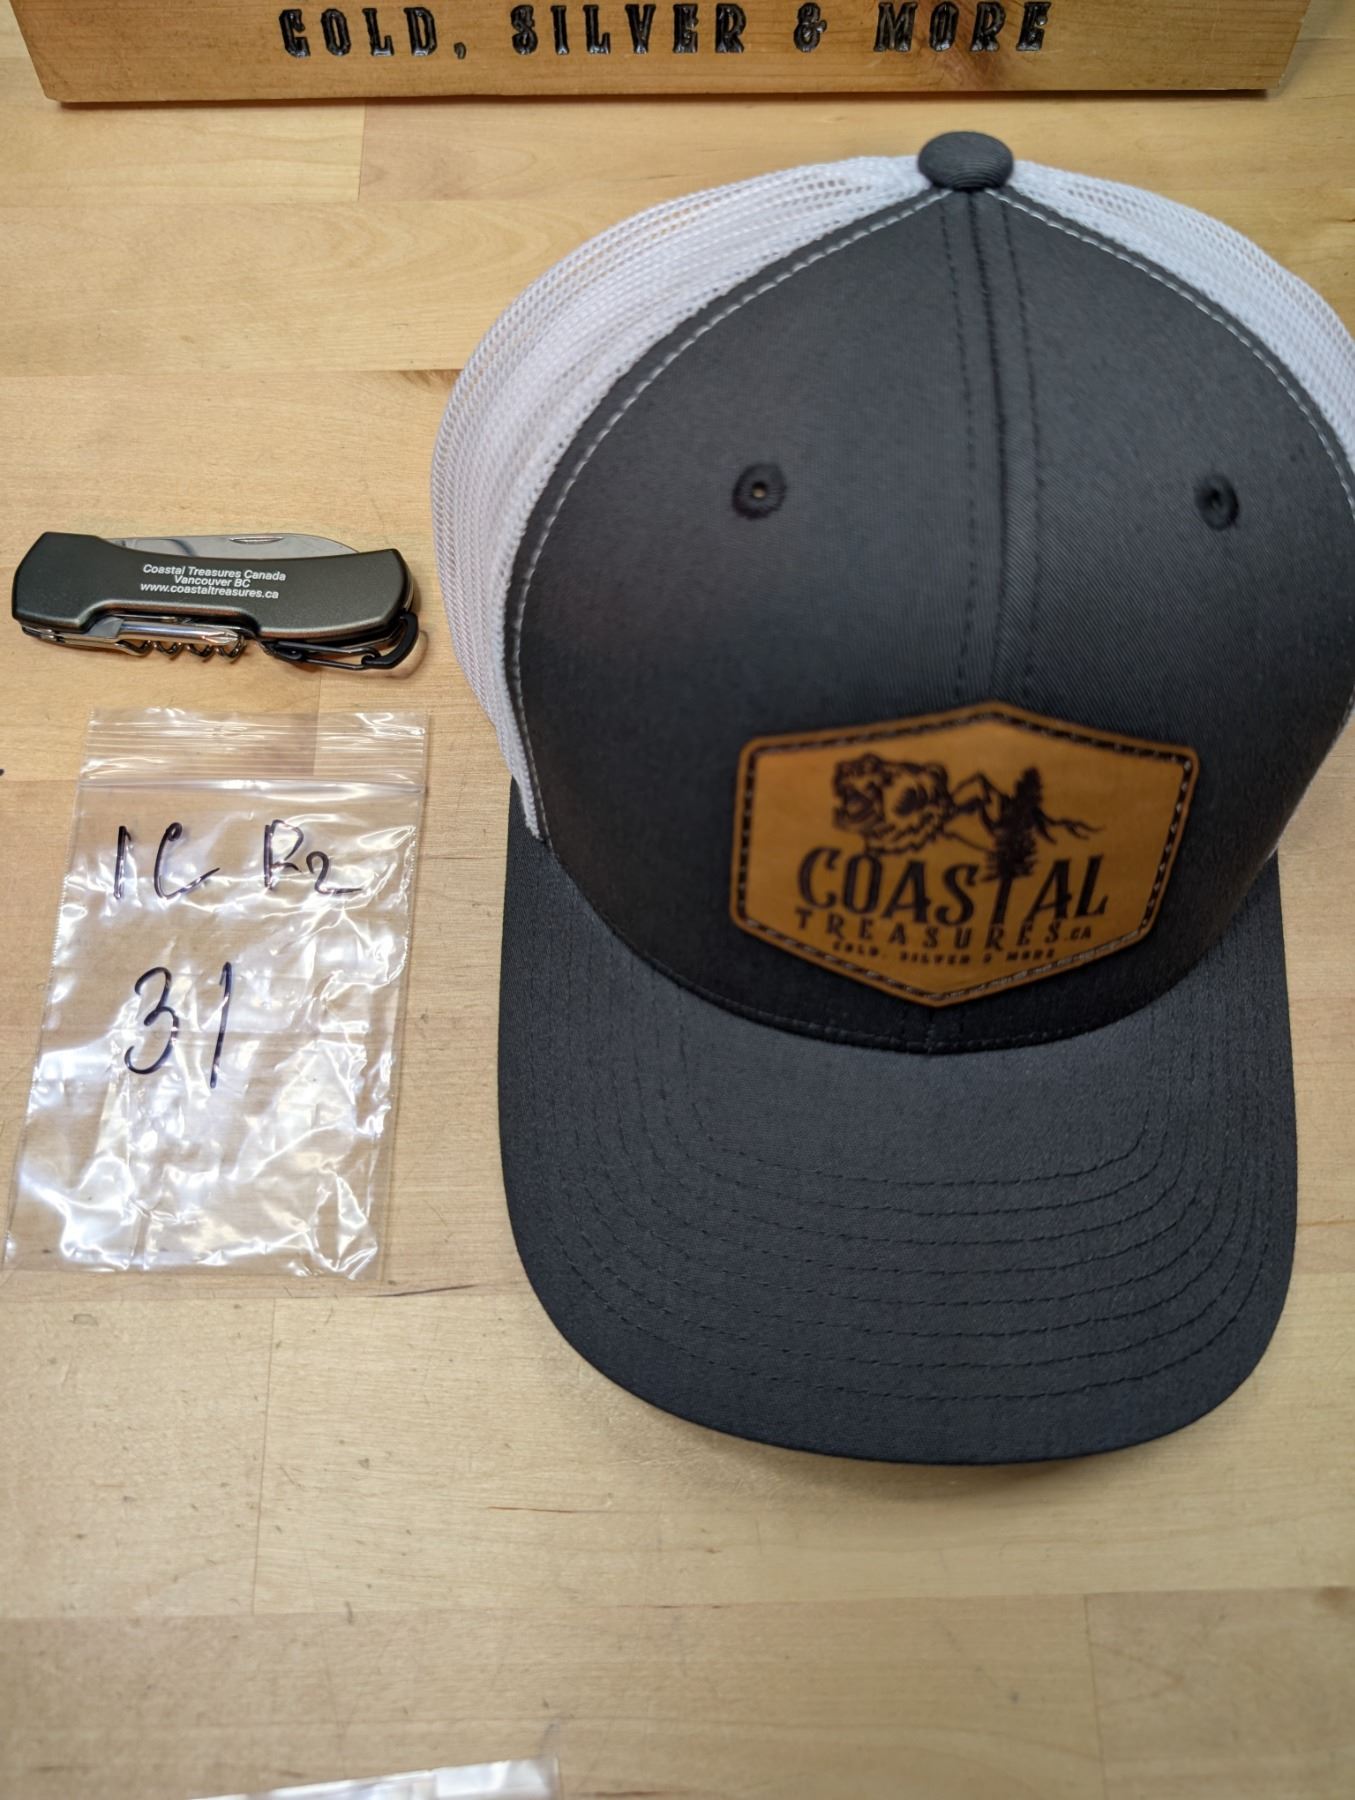 GOLD, SILVER & MORE
Coastal Treasures Canada
Vancouver BC
www.coastaltreasures.ca
1C R2
31
COASTAL
TREASURES.CA
GOLD, SILVER & MORE